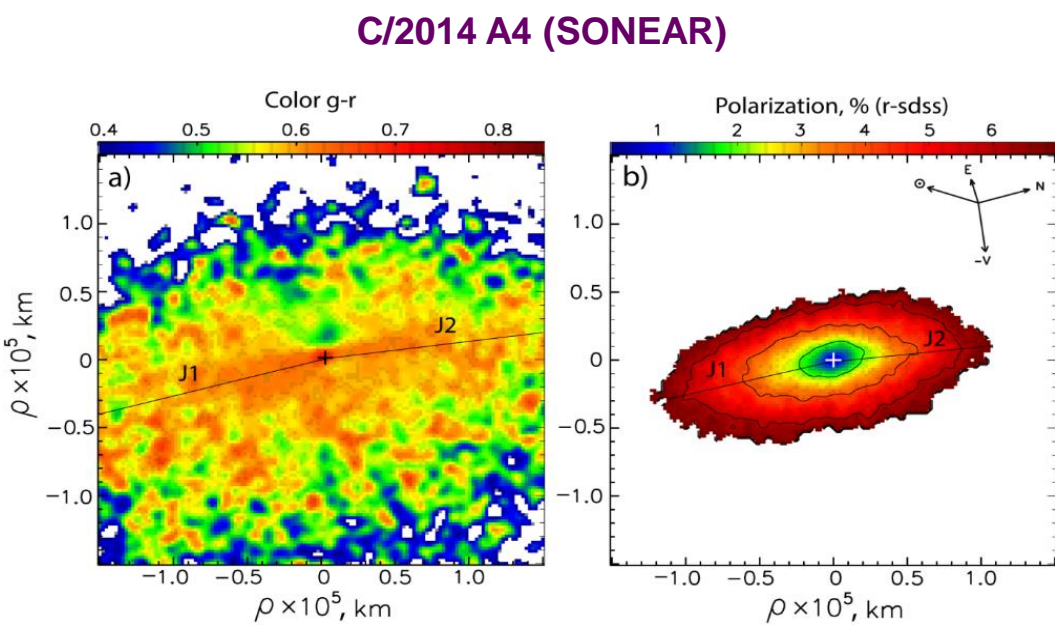 C/2014 A4 (SONEAR)
Color g-r
0.4 0.5 0.6 0.7 0.8
a)
1.0
0.5
0
−0.5
−1.0
ρ×10⁵, km
J1
J2
−1.0 −0.5 0 0.5 1.0
ρ×10⁵, km
Polarization, % (r-sdss)
1 2 3 4 5 6
b)
E
⊙
N
−V
1.0
0.5
0
−0.5
−1.0
J1
J2
−1.0 −0.5 0.0 0.5 1.0
ρ×10⁵, km